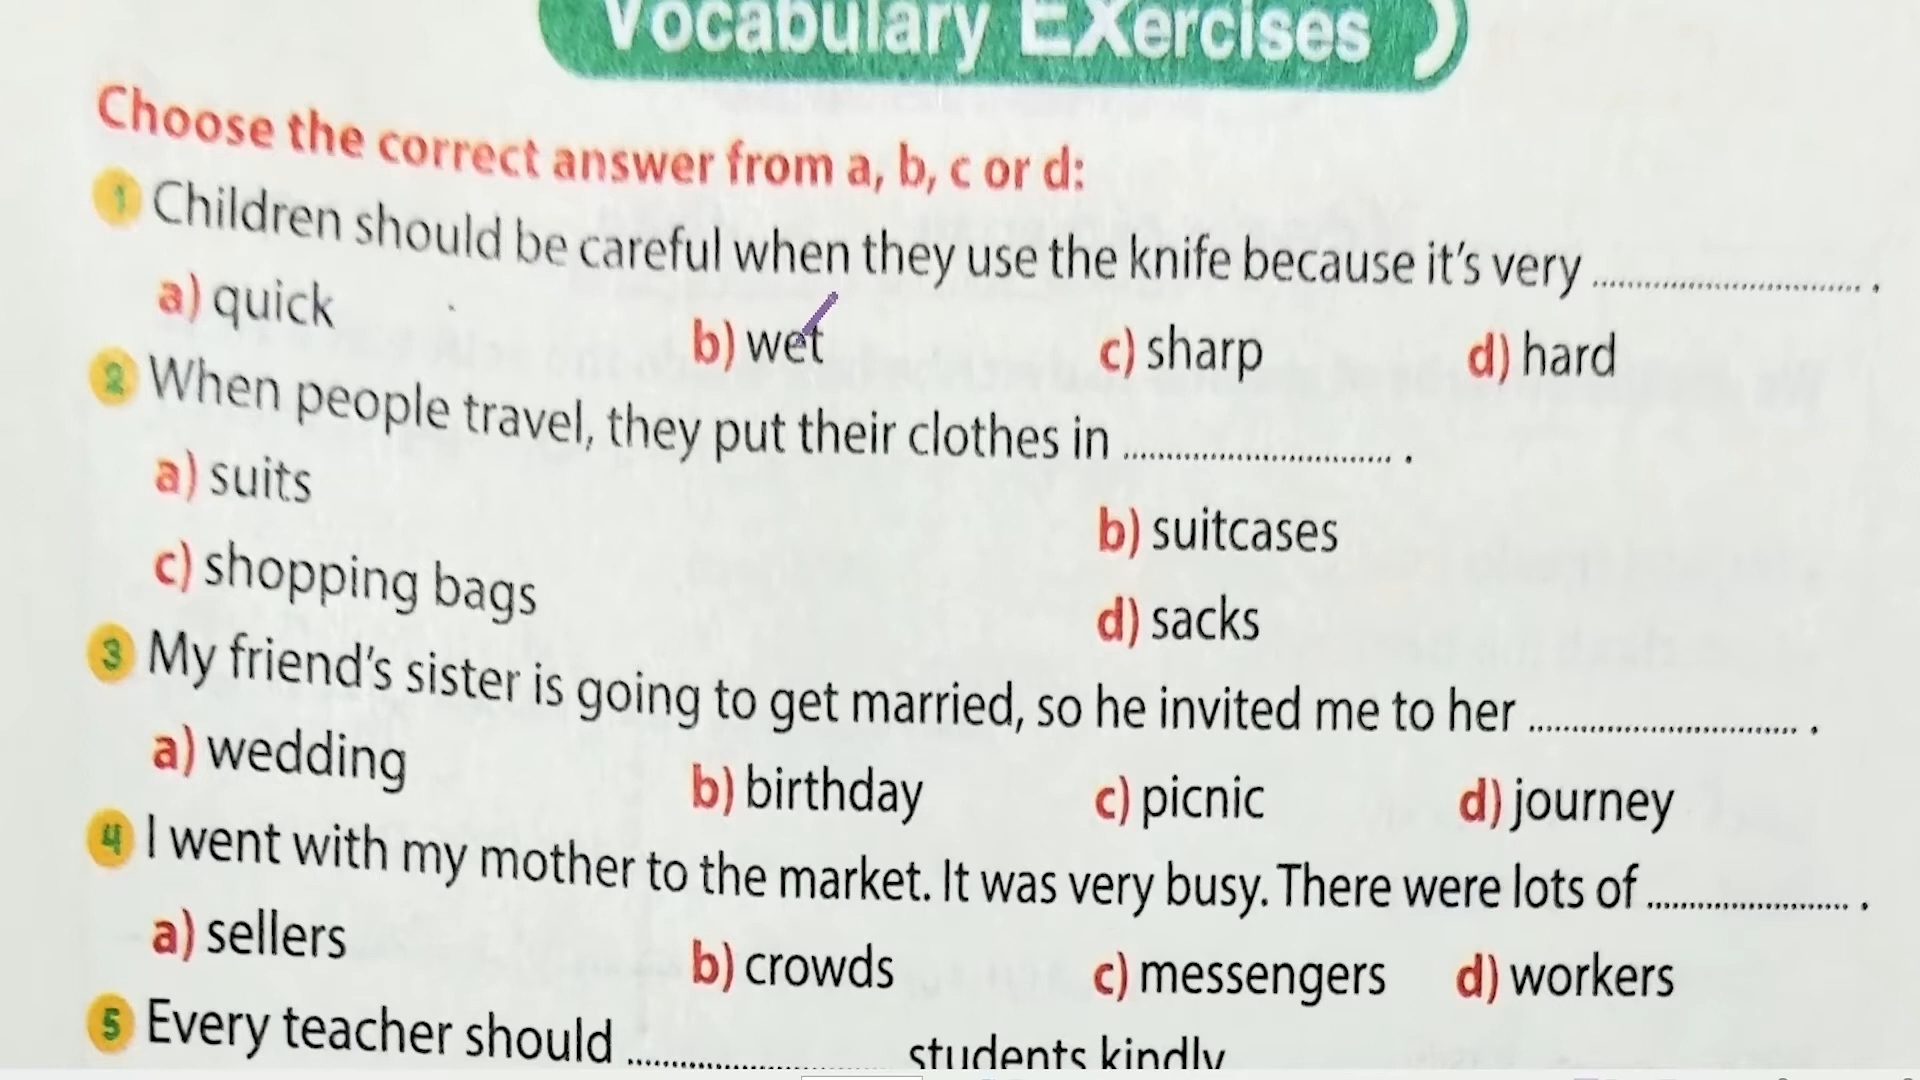 Vocabulary EXercises
Choose the correct answer from a, b, c or d:
1 Children should be careful when they use the knife because it's very .............................. .
a) quick b) wet c) sharp d) hard
2 When people travel, they put their clothes in .............................. .
a) suits b) suitcases
c) shopping bags d) sacks
3 My friend's sister is going to get married, so he invited me to her .............................. .
a) wedding b) birthday c) picnic d) journey
4 I went with my mother to the market. It was very busy. There were lots of ........................ .
a) sellers b) crowds c) messengers d) workers
5 Every teacher should .............................. students kindly